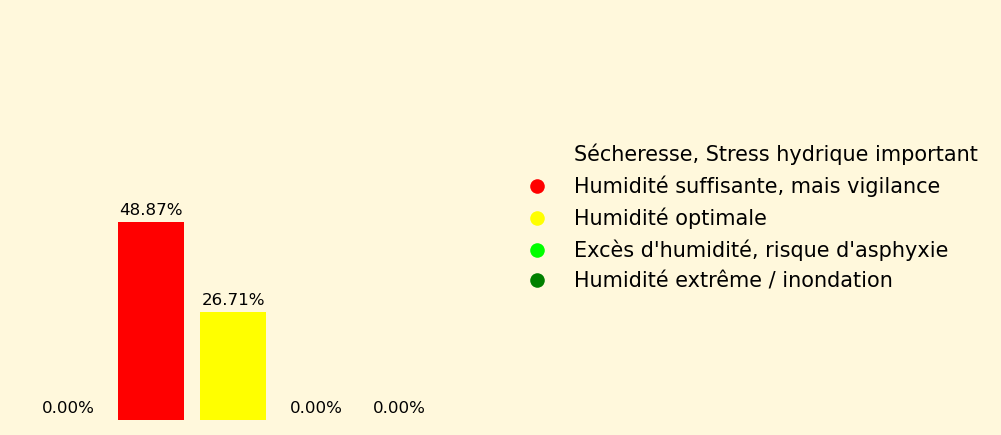 Sécheresse, Stress hydrique important
Humidité suffisante, mais vigilance
48.87%
Humidité optimale
Excès d'humidité, risque d'asphyxie
Humidité extrême / inondation
26.71%
0.00%
0.00%
0.00%